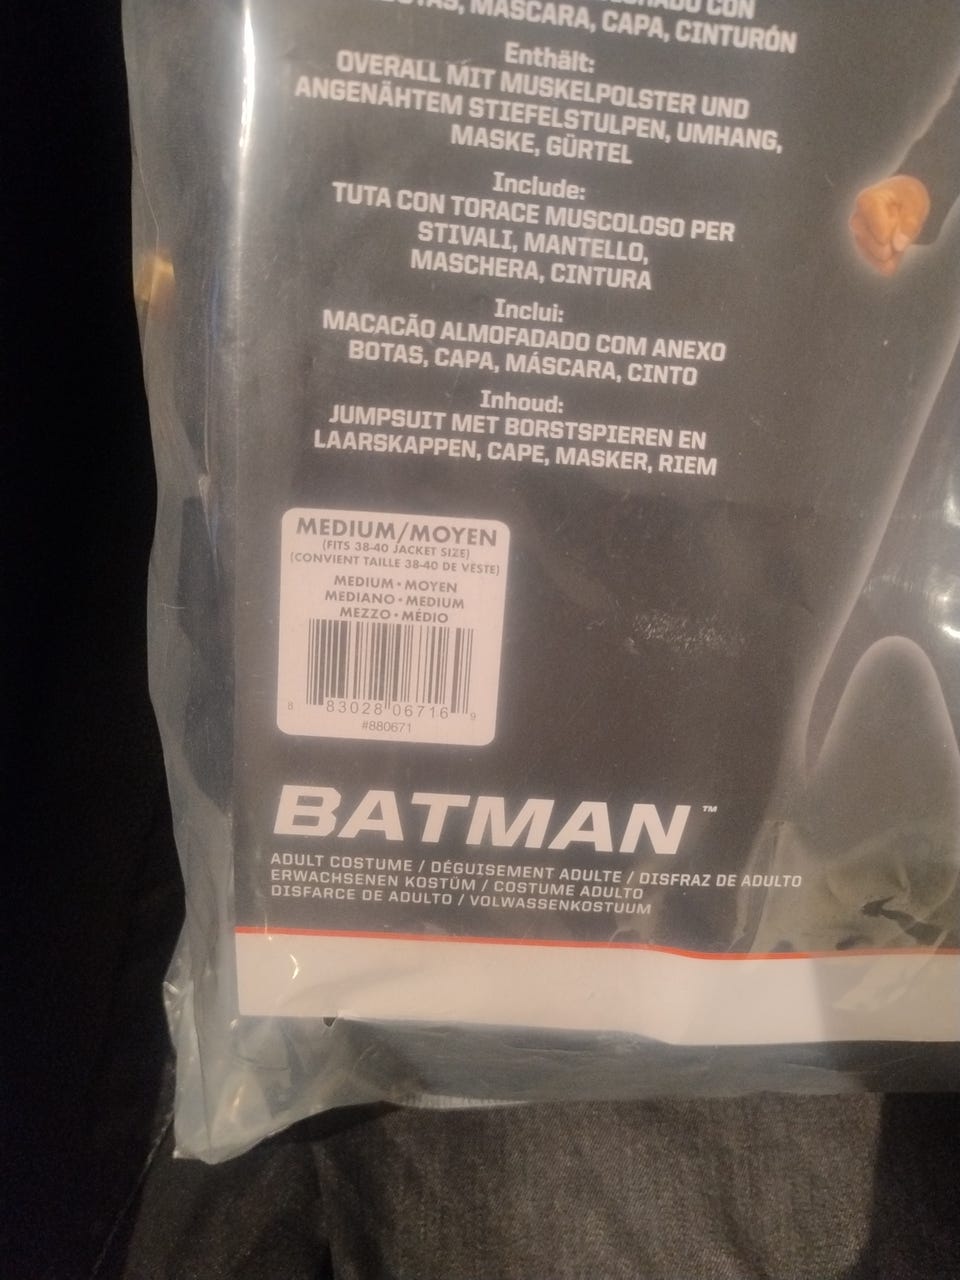 CON
BOTAS, MÁSCARA, CAPA, CINTURÓN
Enthält:
OVERALL MIT MUSKELPOLSTER UND
ANGENÄHTEM STIEFELSTULPEN, UMHANG,
MASKE, GÜRTEL
Include:
TUTA CON TORACE MUSCOLOSO PER
STIVALI, MANTELLO,
MASCHERA, CINTURA
Inclui:
MACACÃO ALMOFADADO COM ANEXO
BOTAS, CAPA, MÁSCARA, CINTO
Inhoud:
JUMPSUIT MET BORSTSPIEREN EN
LAARSKAPPEN, CAPE, MASKER, RIEM
MEDIUM/MOYEN
(FITS 38-40 JACKET SIZE)
(CONVIENT TAILLE 38-40 DE VESTE)
MEDIUM • MOYEN
MEDIANO • MEDIUM
MEZZO • MÉDIO
8 83028 06716 9
#880671
BATMAN™
ADULT COSTUME / DÉGUISEMENT ADULTE / DISFRAZ DE ADULTO
ERWACHSENEN KOSTÜM / COSTUME ADULTO
DISFARCE DE ADULTO / VOLWASSENKOSTUUM